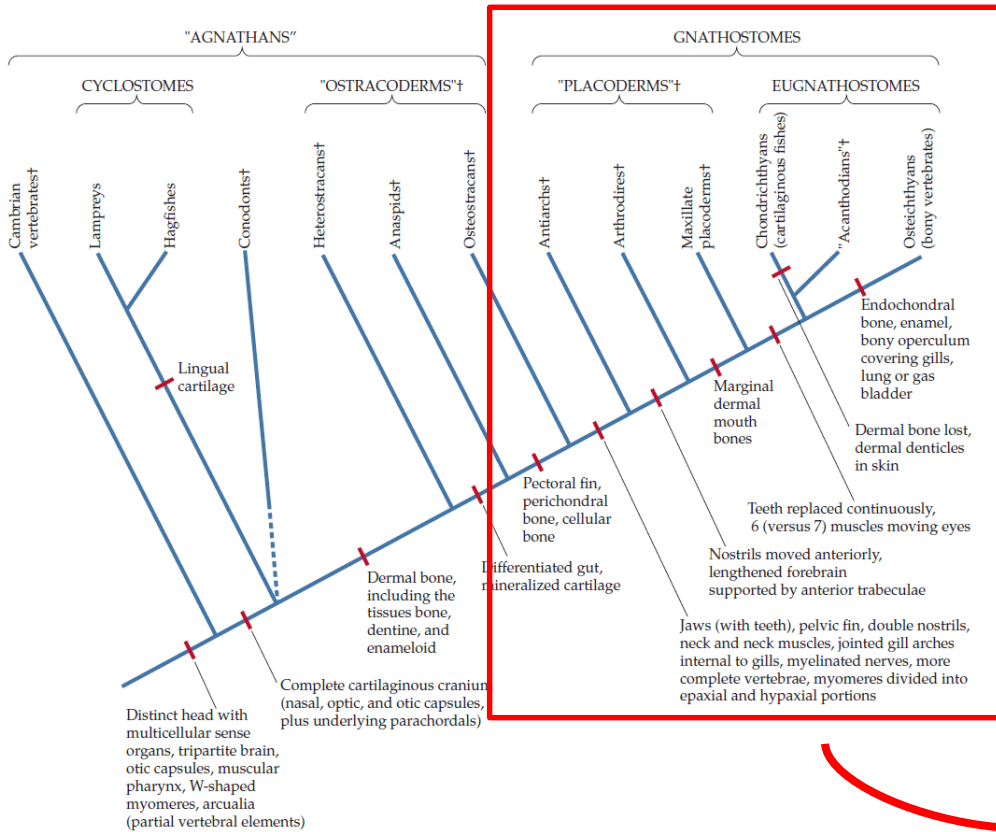 "AGNATHANS”
GNATHOSTOMES
CYCLOSTOMES
"OSTRACODERMS"†
"PLACODERMS"†
EUGNATHOSTOMES
Cambrian
vertebrates†
Lampreys
Hagfishes
Conodonts†
Heterostracans†
Anaspids†
Osteostracans†
Antiarchs†
Arthrodires†
Maxillate
placoderms†
Chondrichthyans
(cartilaginous fishes)
"Acanthodians"†
Osteichthyans
(bony vertebrates)
Lingual
cartilage
Endochondral
bone, enamel,
bony operculum
covering gills,
lung or gas
bladder
Marginal
dermal
mouth
bones
Dermal bone lost,
dermal denticles
in skin
Pectoral fin,
perichondral
bone, cellular
bone
Teeth replaced continuously,
6 (versus 7) muscles moving eyes
Differentiated gut,
mineralized cartilage
Nostrils moved anteriorly,
lengthened forebrain
supported by anterior trabeculae
Dermal bone,
including the
tissues bone,
dentine, and
enameloid
Jaws (with teeth), pelvic fin, double nostrils,
neck and neck muscles, jointed gill arches
internal to gills, myelinated nerves, more
complete vertebrae, myomeres divided into
epaxial and hypaxial portions
Complete cartilaginous cranium
(nasal, optic, and otic capsules,
plus underlying parachordals)
Distinct head with
multicellular sense
organs, tripartite brain,
otic capsules, muscular
pharynx, W-shaped
myomeres, arcualia
(partial vertebral elements)